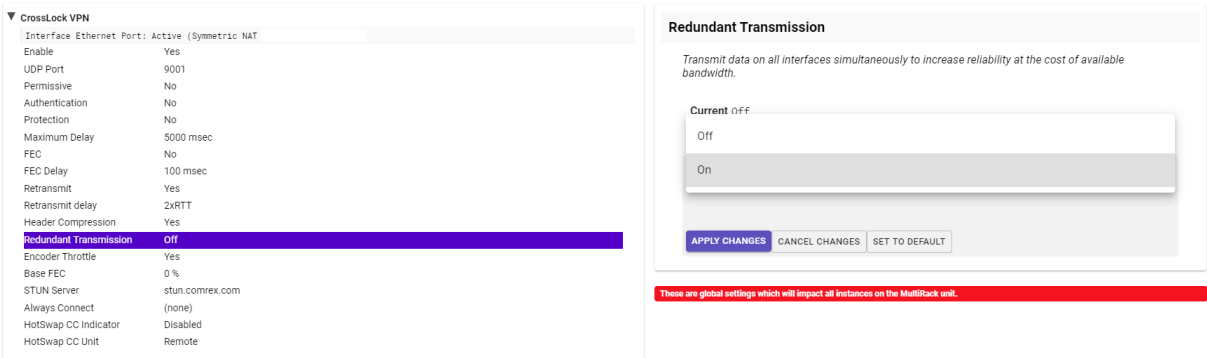 CrossLock VPN
Interface Ethernet Port: Active (Symmetric NAT
Enable Yes
UDP Port 9001
Permissive No
Authentication No
Protection No
Maximum Delay 5000 msec
FEC No
FEC Delay 100 msec
Retransmit Yes
Retransmit delay 2xRTT
Header Compression Yes
Redundant Transmission Off
Encoder Throttle Yes
Base FEC 0 %
STUN Server stun.comrex.com
Always Connect (none)
HotSwap CC Indicator Disabled
HotSwap CC Unit Remote
Redundant Transmission
Transmit data on all interfaces simultaneously to increase reliability at the cost of available
bandwidth.
Current Off
Off
On
APPLY CHANGES CANCEL CHANGES SET TO DEFAULT
These are global settings which will impact all instances on the MultiRack unit.